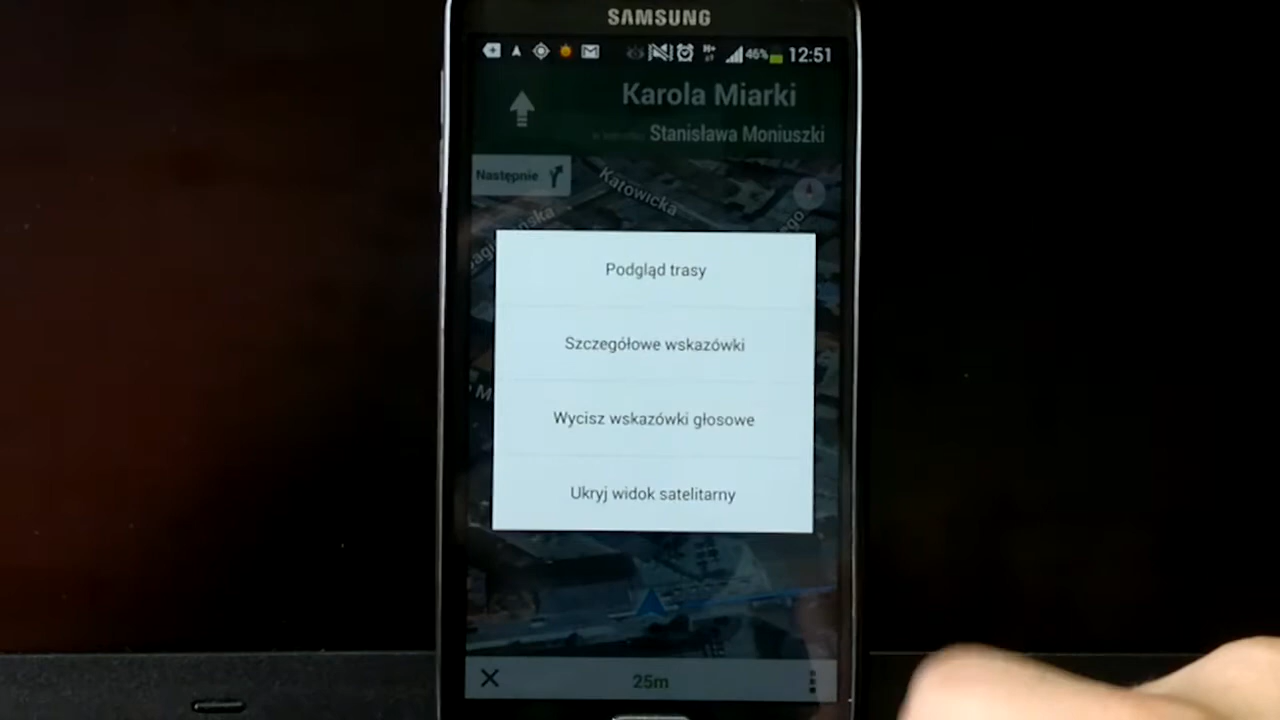 SAMSUNG
46% 12:51
Karola Miarki
Stanisława Moniuszki
Następnie
Katowicka
Podgląd trasy
Szczegółowe wskazówki
Wycisz wskazówki głosowe
Ukryj widok satelitarny
25m